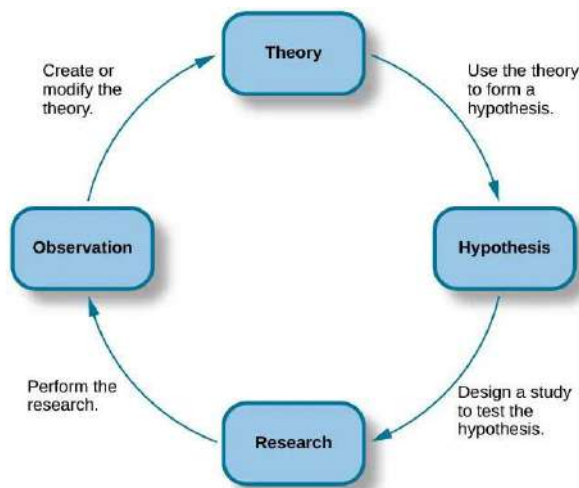 Theory
Create or
modify the
theory.
Use the theory
to form a
hypothesis.
Observation
Hypothesis
Perform the
research.
Design a study
to test the
hypothesis.
Research